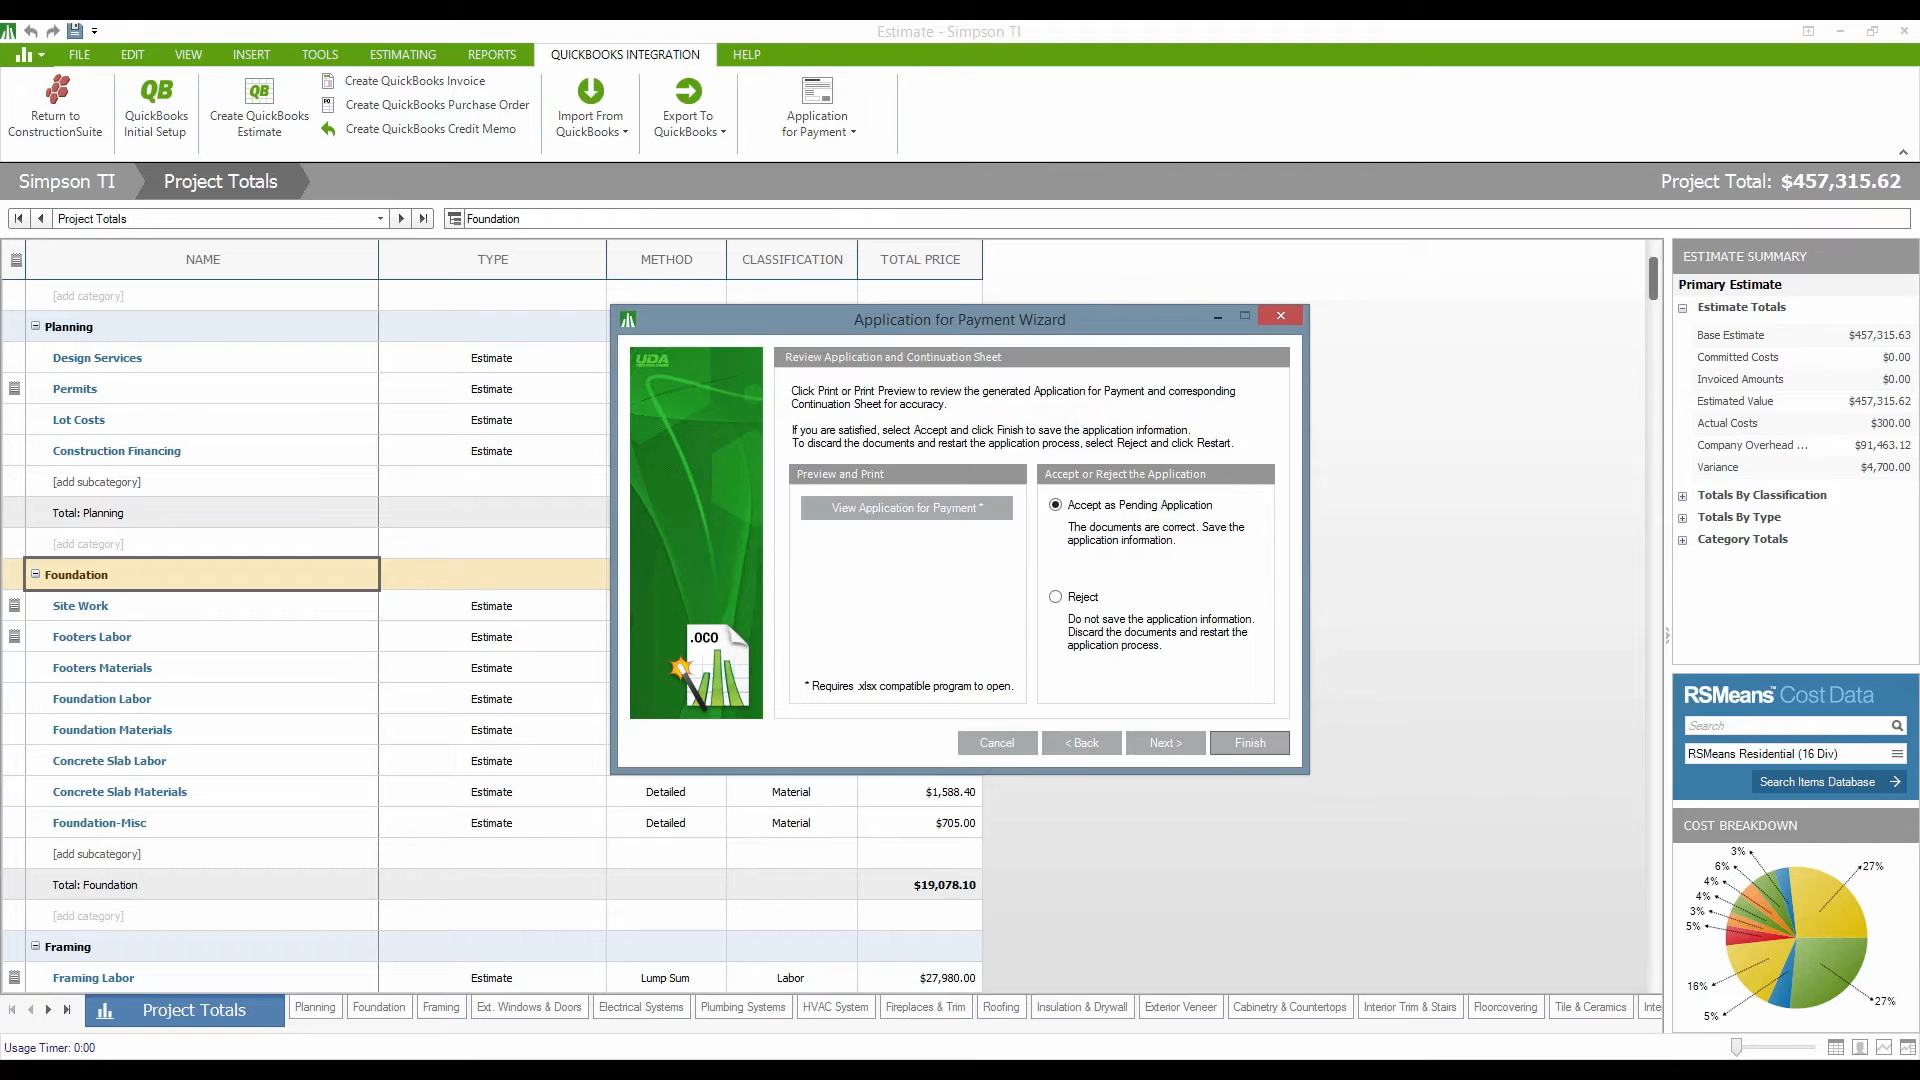 Estimate - Simpson TI
FILE EDIT VIEW INSERT TOOLS ESTIMATING REPORTS QUICKBOOKS INTEGRATION HELP
Return to
ConstructionSuite
QB
QuickBooks
Initial Setup
QB
Create QuickBooks
Estimate
Create QuickBooks Invoice
Create QuickBooks Purchase Order
Create QuickBooks Credit Memo
Import From
QuickBooks
Export To
QuickBooks
Application
for Payment
Simpson TI
Project Totals
Project Total: $457,315.62
Project Totals
Foundation
NAME TYPE METHOD CLASSIFICATION TOTAL PRICE
[add category]
Planning
Design Services Estimate
Permits Estimate
Lot Costs Estimate
Construction Financing Estimate
[add subcategory]
Total: Planning
[add category]
Foundation
Site Work Estimate
Footers Labor Estimate
Footers Materials Estimate
Foundation Labor Estimate
Foundation Materials Estimate
Concrete Slab Labor Estimate
Concrete Slab Materials Estimate Detailed Material $1,588.40
Foundation-Misc Estimate Detailed Material $705.00
[add subcategory]
Total: Foundation $19,078.10
[add category]
Framing
Framing Labor Estimate Lump Sum Labor $27,980.00
Application for Payment Wizard
UDA
TECHNOLOGIES
.oco
Review Application and Continuation Sheet
Click Print or Print Preview to review the generated Application for Payment and corresponding
Continuation Sheet for accuracy.
If you are satisfied, select Accept and click Finish to save the application information.
To discard the documents and restart the application process, select Reject and click Restart.
Preview and Print
View Application for Payment *
* Requires .xlsx compatible program to open.
Accept or Reject the Application
Accept as Pending Application
The documents are correct. Save the
application information.
Reject
Do not save the application information.
Discard the documents and restart the
application process.
Cancel < Back Next > Finish
ESTIMATE SUMMARY
Primary Estimate
Estimate Totals
Base Estimate $457,315.63
Committed Costs $0.00
Invoiced Amounts $0.00
Estimated Value $457,315.62
Actual Costs $300.00
Company Overhead ... $91,463.12
Variance $4,700.00
Totals By Classification
Totals By Type
Category Totals
RSMeans™ Cost Data
Search
RSMeans Residential (16 Div)
Search Items Database
COST BREAKDOWN
3%
6%
4%
4%
3%
5%
16%
5%
27%
27%
Project Totals Planning Foundation Framing Ext. Windows & Doors Electrical Systems Plumbing Systems HVAC System Fireplaces & Trim Roofing Insulation & Drywall Exterior Veneer Cabinetry & Countertops Interior Trim & Stairs Floorcovering Tile & Ceramics Inte
Usage Timer: 0:00